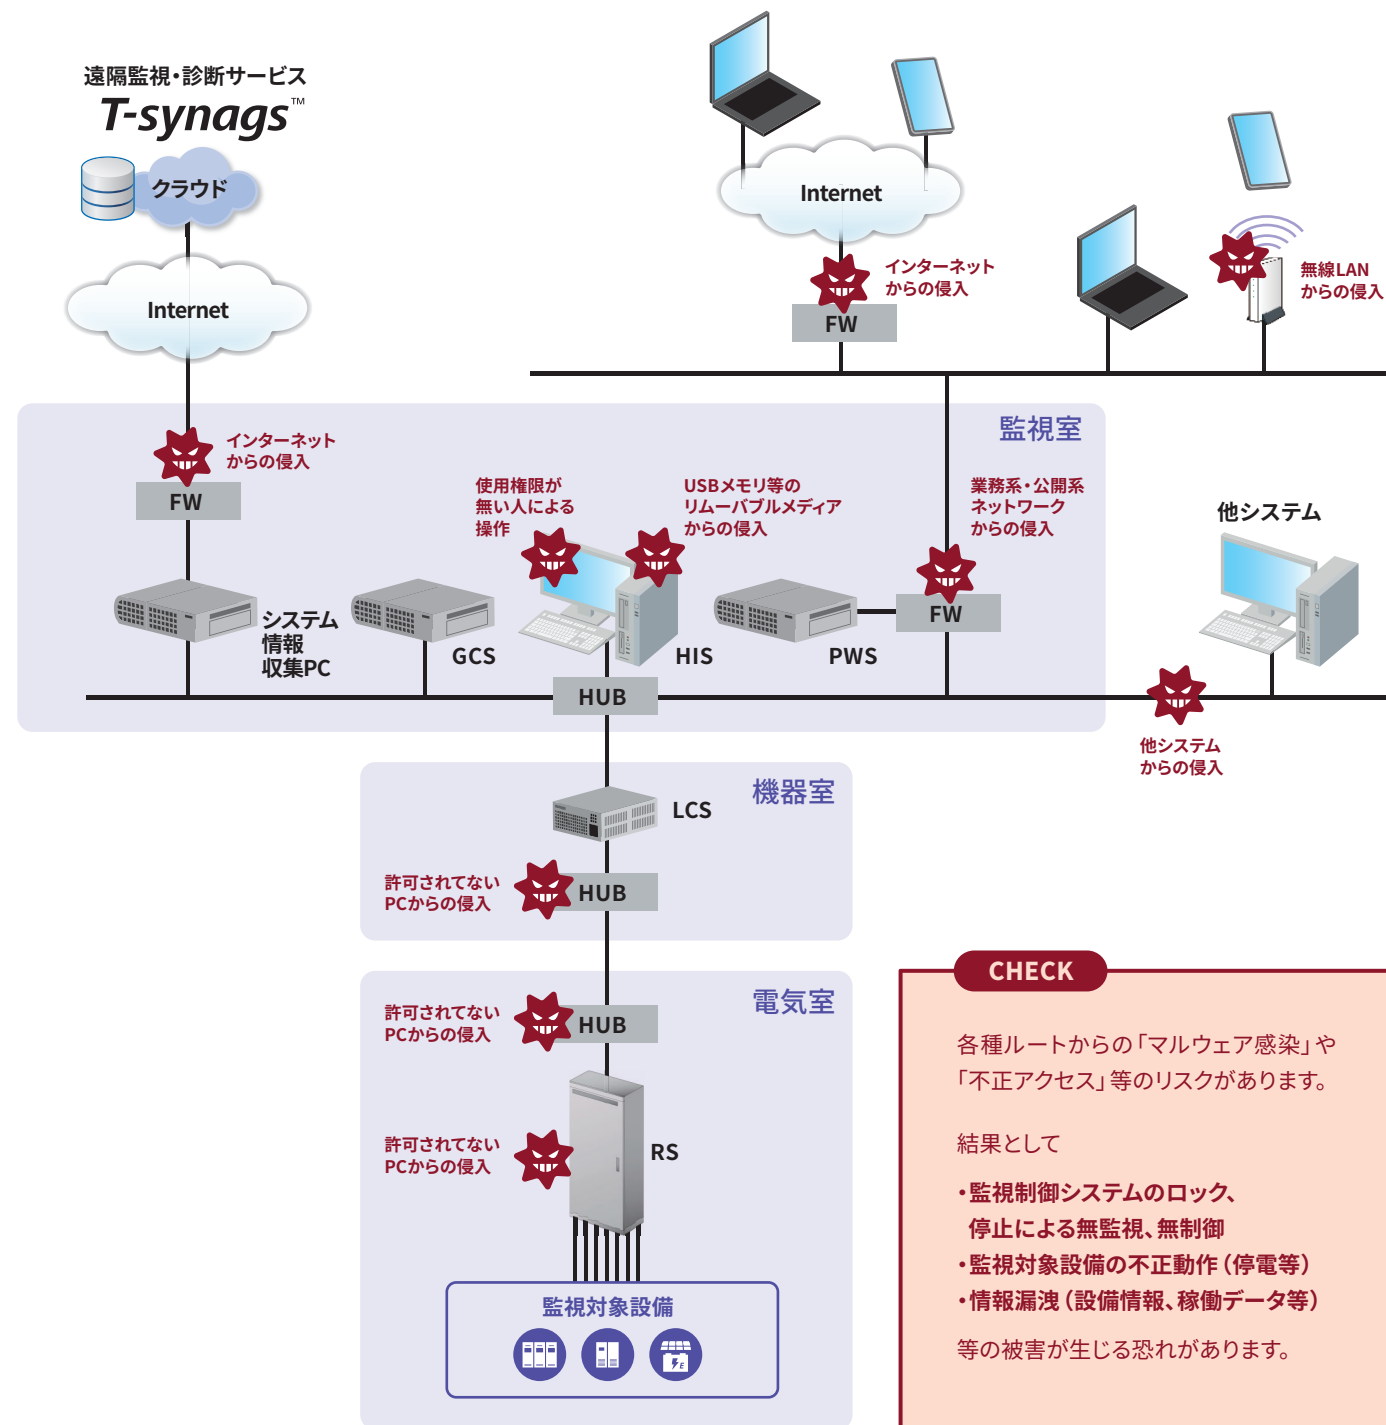 遠隔監視・診断サービス
T-synags™
クラウド
Internet
Internet
インターネット
からの侵入
FW
無線LAN
からの侵入
監視室
インターネット
からの侵入
FW
使用権限が
無い人による
操作
USBメモリ等の
リムーバブルメディア
からの侵入
業務系・公開系
ネットワーク
からの侵入
FW
他システム
システム
情報
収集PC
GCS
HIS
PWS
HUB
他システム
からの侵入
機器室
LCS
許可されてない
PCからの侵入
HUB
電気室
許可されてない
PCからの侵入
HUB
許可されてない
PCからの侵入
RS
監視対象設備
E
CHECK
各種ルートからの「マルウェア感染」や
「不正アクセス」等のリスクがあります。
結果として
・監視制御システムのロック、
停止による無監視、無制御
・監視対象設備の不正動作（停電等）
・情報漏洩（設備情報、稼働データ等）
等の被害が生じる恐れがあります。